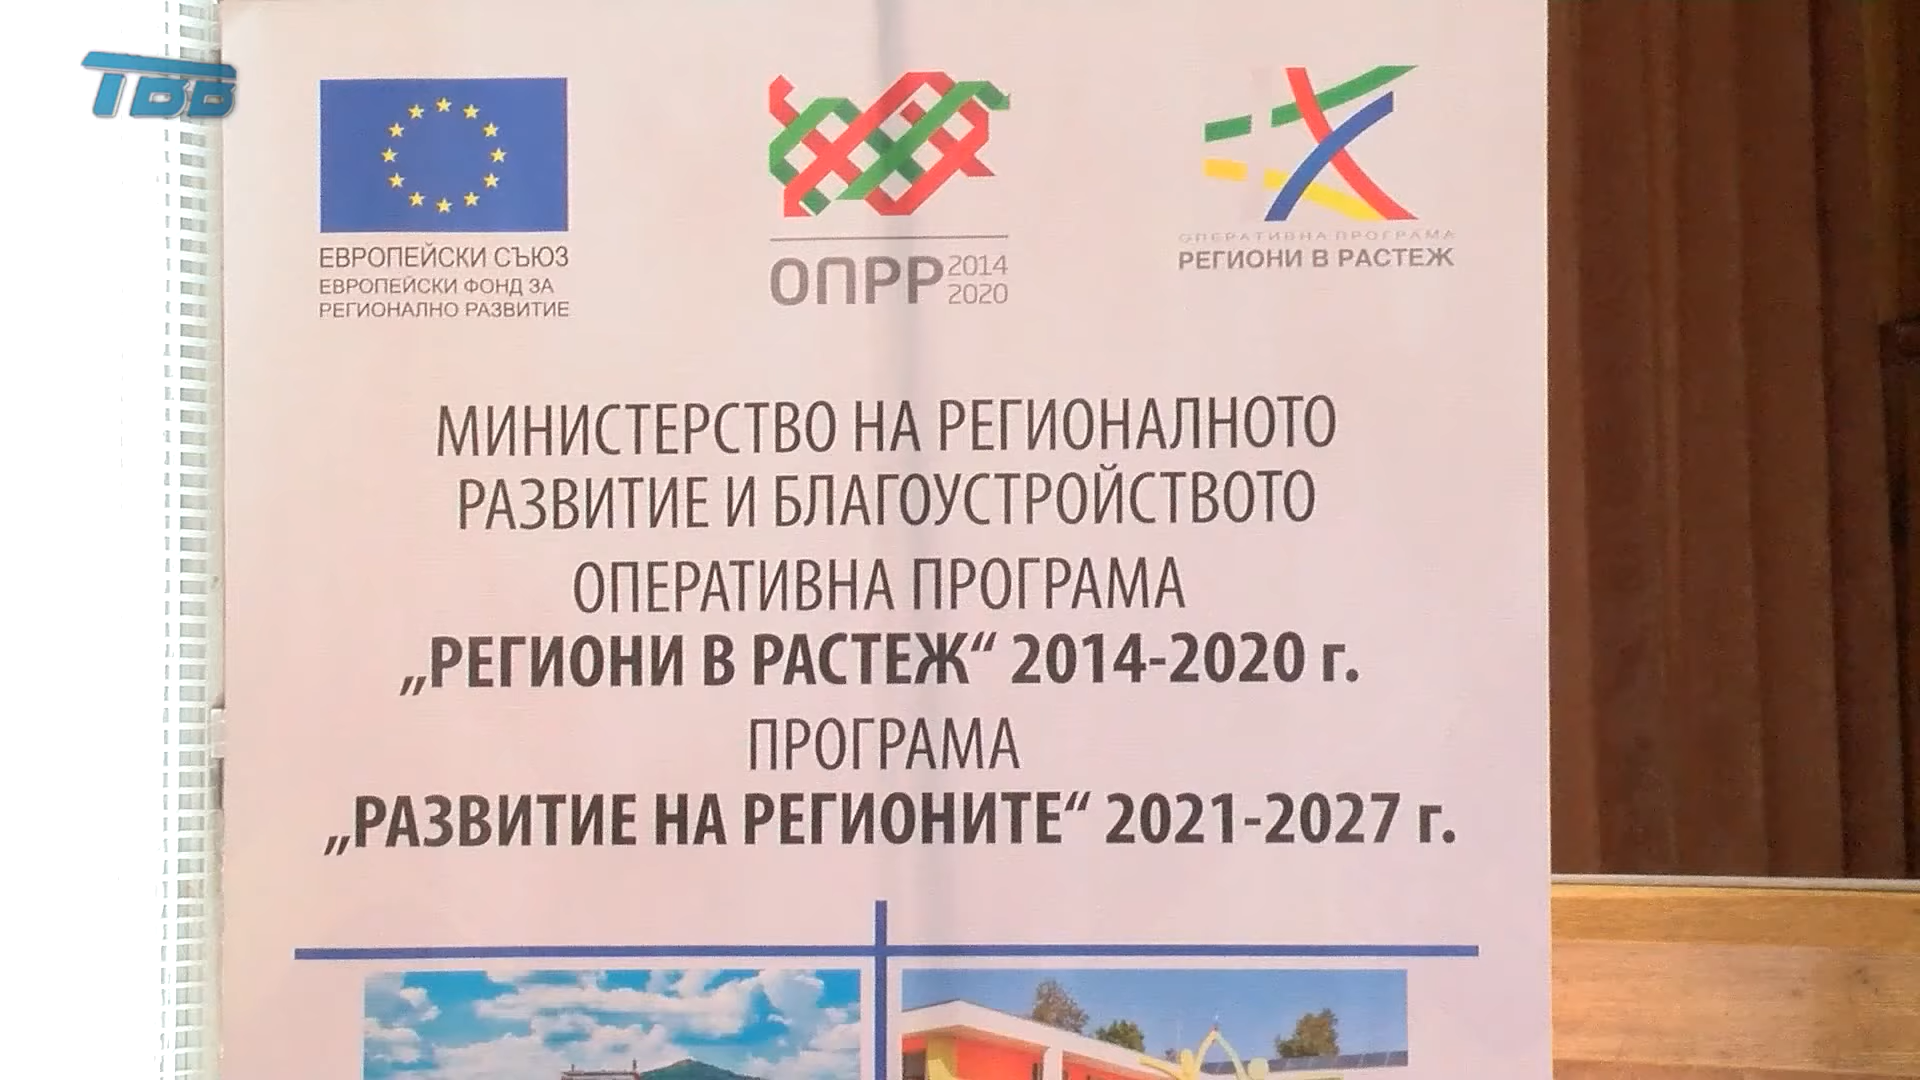 ТВВ
ЕВРОПЕЙСКИ СЪЮЗ
ЕВРОПЕЙСКИ ФОНД ЗА
РЕГИОНАЛНО РАЗВИТИЕ
ОПРР 2014
2020
ОПЕРАТИВНА ПРОГРАМА
РЕГИОНИ В РАСТЕЖ
МИНИСТЕРСТВО НА РЕГИОНАЛНОТО
РАЗВИТИЕ И БЛАГОУСТРОЙСТВОТО
ОПЕРАТИВНА ПРОГРАМА
„РЕГИОНИ В РАСТЕЖ“ 2014-2020 г.
ПРОГРАМА
„РАЗВИТИЕ НА РЕГИОНИТЕ“ 2021-2027 г.